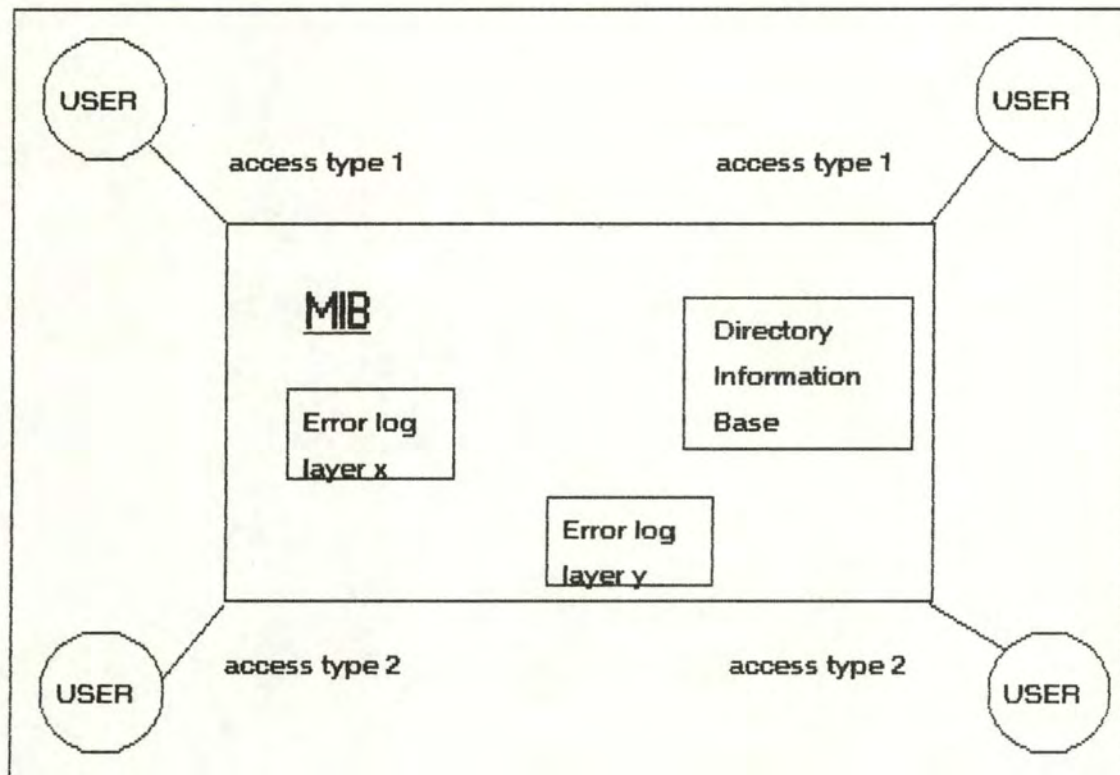 USER
USER
access type 1
access type 1
MIB
Directory
Information
Base
Error log
layer x
Error log
layer y
access type 2
access type 2
USER
USER